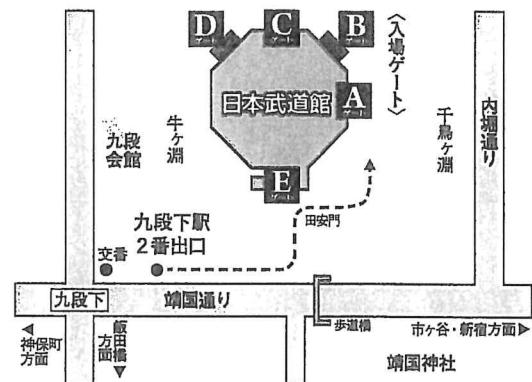 D
ゲート
C
ゲート
B
ゲート
〈入場ゲート〉
日本武道館
A
ゲート
E
ゲート
九段
会館
牛ヶ淵
千鳥ヶ淵
内堀通り
田安門
九段下駅
2番出口
交番
九段下
靖国通り
歩道橋
市ヶ谷・新宿方面▶
◀
神保町
方面
飯田橋
方面
▼
靖国神社